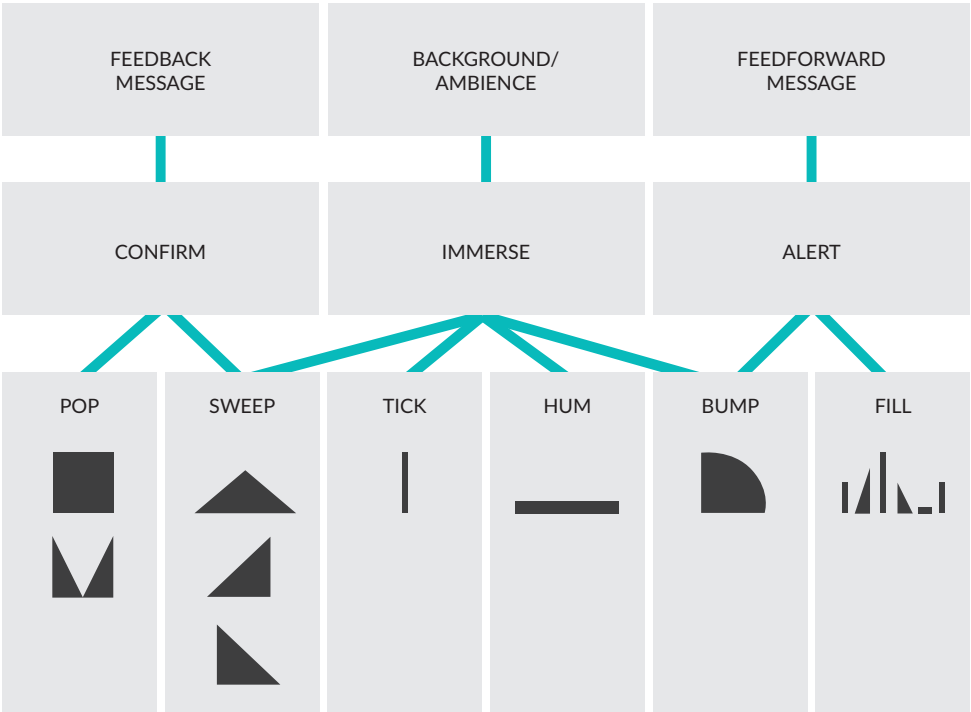 FEEDBACK
MESSAGE
BACKGROUND/
AMBIENCE
FEEDFORWARD
MESSAGE
CONFIRM
IMMERSE
ALERT
POP
SWEEP
TICK
HUM
BUMP
FILL